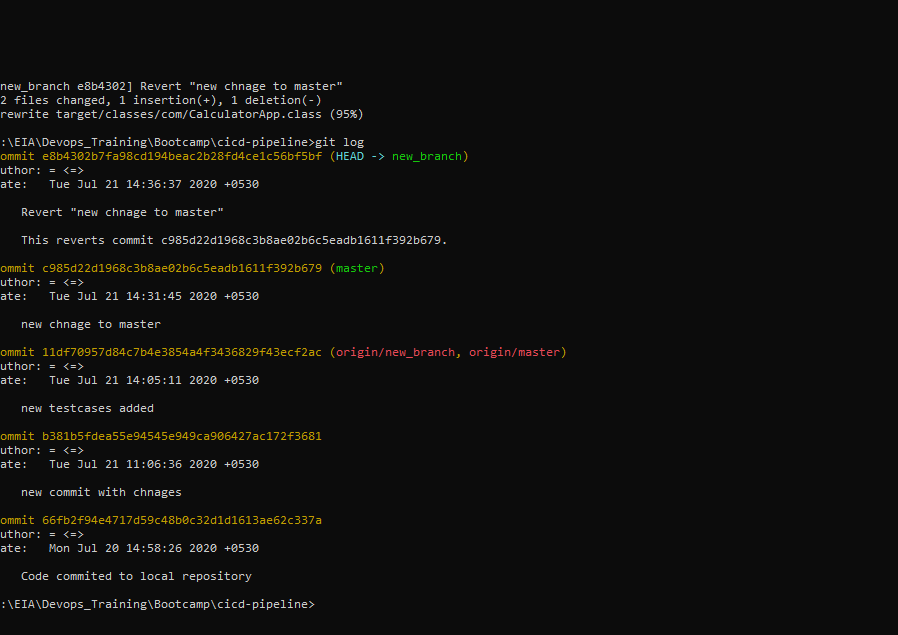 new_branch e8b4302] Revert "new chnage to master"
2 files changed, 1 insertion(+), 1 deletion(-)
rewrite target/classes/com/CalculatorApp.class (95%)
:\EIA\Devops_Training\Bootcamp\cicd-pipeline>git log
ommit e8b4302b7fa98cd194beac2b28fd4ce1c56bf5bf (HEAD -> new_branch)
uthor: = <=>
ate:   Tue Jul 21 14:36:37 2020 +0530
Revert "new chnage to master"
This reverts commit c985d22d1968c3b8ae02b6c5eadb1611f392b679.
ommit c985d22d1968c3b8ae02b6c5eadb1611f392b679 (master)
uthor: = <=>
ate:   Tue Jul 21 14:31:45 2020 +0530
new chnage to master
ommit 11df70957d84c7b4e3854a4f3436829f43ecf2ac (origin/new_branch, origin/master)
uthor: = <=>
ate:   Tue Jul 21 14:05:11 2020 +0530
new testcases added
ommit b381b5fdea55e94545e949ca906427ac172f3681
uthor: = <=>
ate:   Tue Jul 21 11:06:36 2020 +0530
new commit with chnages
ommit 66fb2f94e4717d59c48b0c32d1d1613ae62c337a
uthor: = <=>
ate:   Mon Jul 20 14:58:26 2020 +0530
Code commited to local repository
:\EIA\Devops_Training\Bootcamp\cicd-pipeline>